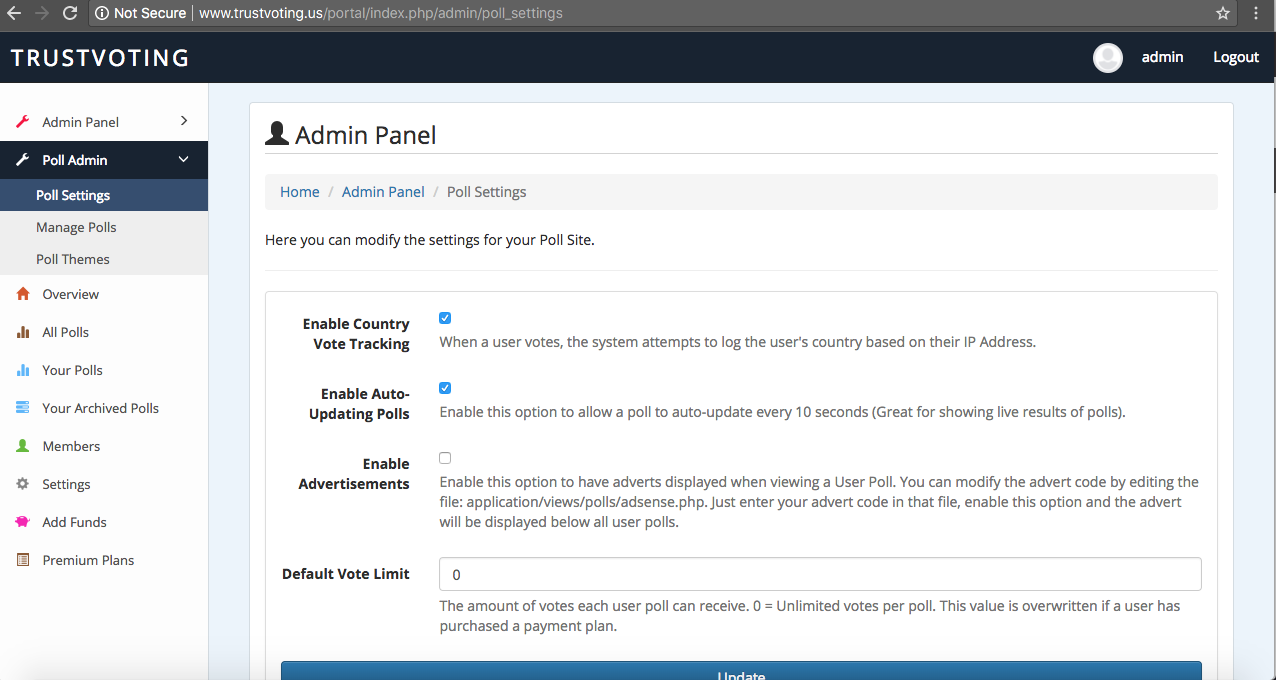 Not Secure | www.trustvoting.us/portal/index.php/admin/poll_settings
TRUSTVOTING
admin
Logout
Admin Panel
Poll Admin
Poll Settings
Manage Polls
Poll Themes
Overview
All Polls
Your Polls
Your Archived Polls
Members
Settings
Add Funds
Premium Plans
Admin Panel
Home / Admin Panel / Poll Settings
Here you can modify the settings for your Poll Site.
Enable Country
Vote Tracking
When a user votes, the system attempts to log the user's country based on their IP Address.
Enable Auto-
Updating Polls
Enable this option to allow a poll to auto-update every 10 seconds (Great for showing live results of polls).
Enable
Advertisements
Enable this option to have adverts displayed when viewing a User Poll. You can modify the advert code by editing the
file: application/views/polls/adsense.php. Just enter your advert code in that file, enable this option and the advert
will be displayed below all user polls.
Default Vote Limit
0
The amount of votes each user poll can receive. 0 = Unlimited votes per poll. This value is overwritten if a user has
purchased a payment plan.
Update